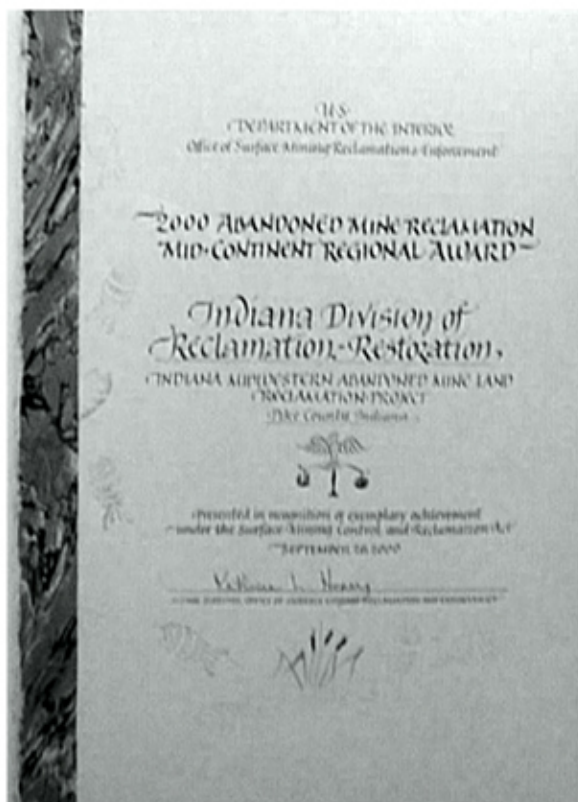 U.S.
DEPARTMENT OF THE INTERIOR
Office of Surface Mining Reclamation & Enforcement
2000 ABANDONED MINE RECLAMATION
MID-CONTINENT REGIONAL AWARD
Indiana Division of
Reclamation, Restoration,
INDIANA MIDWESTERN ABANDONED MINE LAND
RECLAMATION PROJECT
Pike County Indiana
Presented in recognition of exemplary achievement
under the Surface Mining Control and Reclamation Act
SEPTEMBER 26 2000